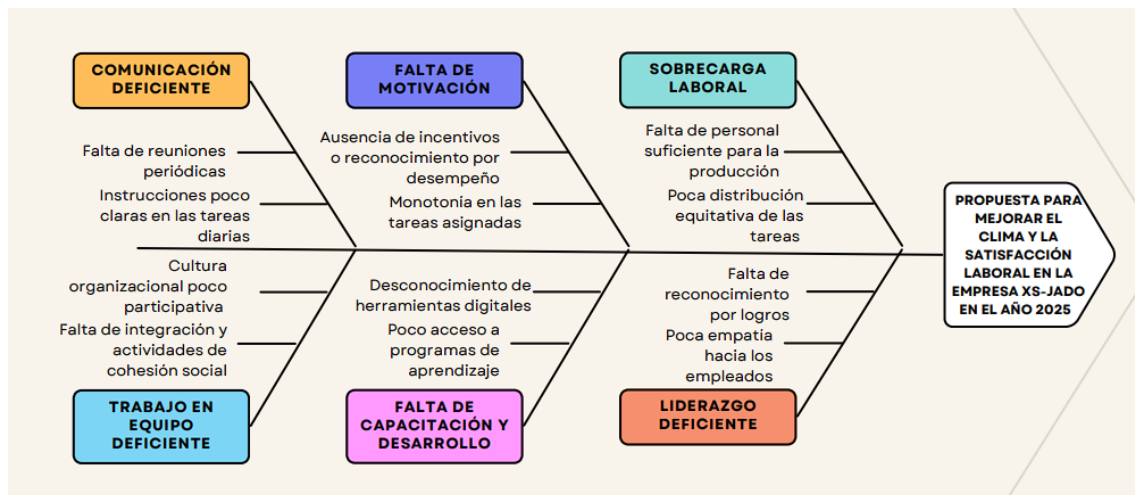 COMUNICACIÓN
DEFICIENTE
Falta de reuniones
periódicas
Instrucciones poco
claras en las tareas
diarias
FALTA DE
MOTIVACIÓN
Ausencia de incentivos
o reconocimiento por
desempeño
Monotonía en las
tareas asignadas
SOBRECARGA
LABORAL
Falta de personal
suficiente para la
producción
Poca distribución
equitativa de las
tareas
PROPUESTA PARA
MEJORAR EL
CLIMA Y LA
SATISFACCIÓN
LABORAL EN LA
EMPRESA XS-JADO
EN EL AÑO 2025
Cultura
organizacional poco
participativa
Falta de integración y
actividades de
cohesión social
TRABAJO EN
EQUIPO
DEFICIENTE
Desconocimiento de
herramientas digitales
Poco acceso a
programas de
aprendizaje
FALTA DE
CAPACITACIÓN Y
DESARROLLO
Falta de
reconocimiento
por logros
Poca empatia
hacia los
empleados
LIDERAZGO
DEFICIENTE